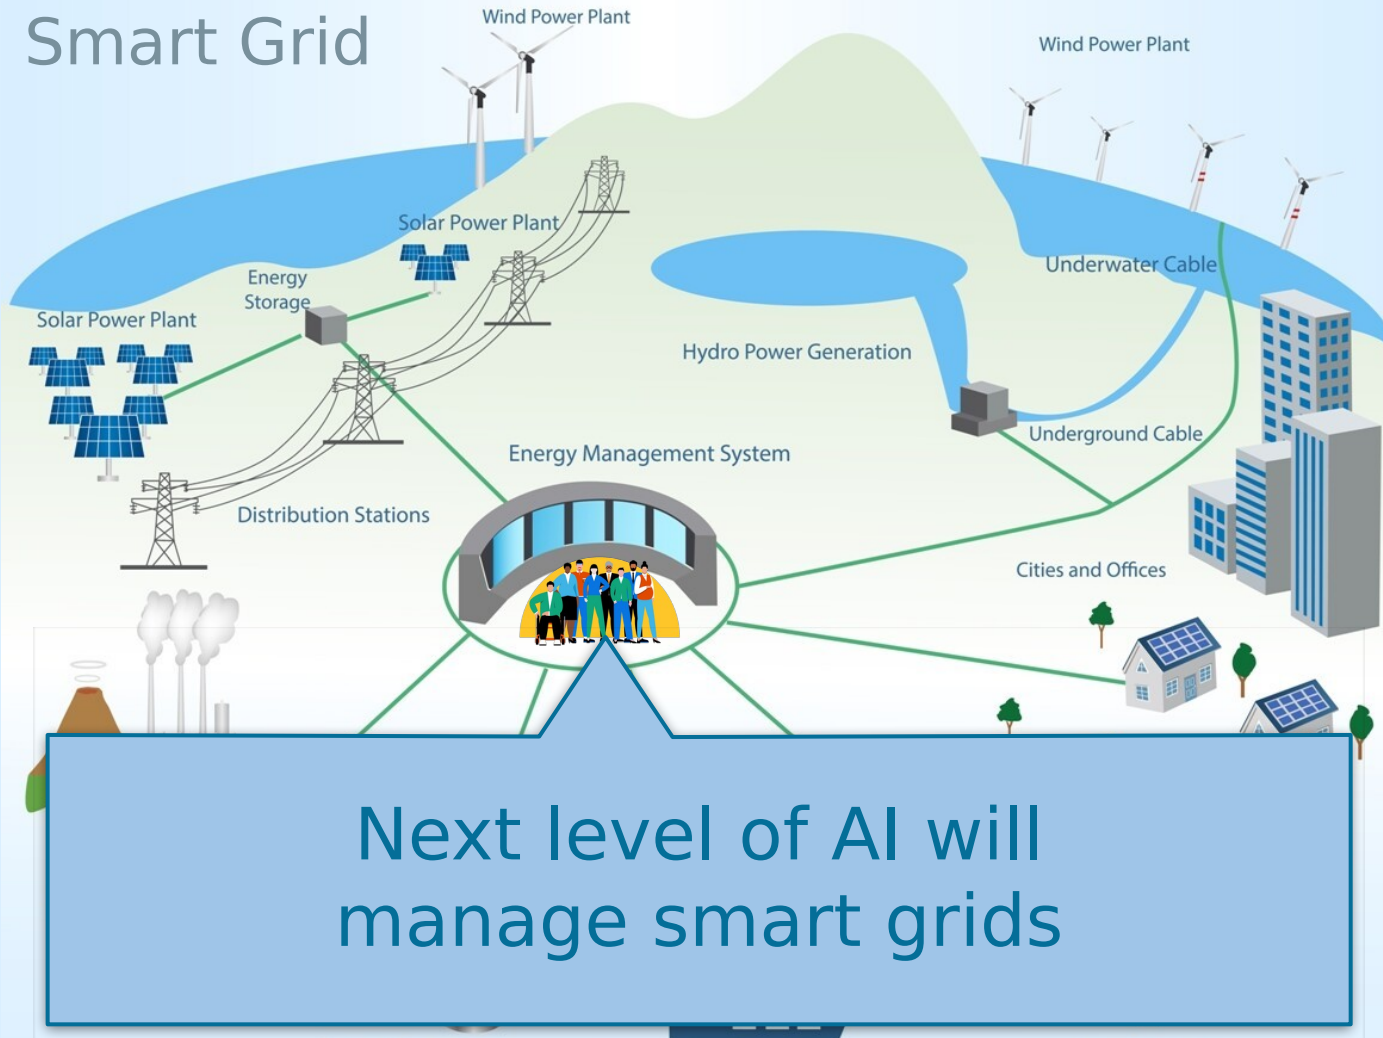 Smart Grid
Wind Power Plant
Wind Power Plant
Solar Power Plant
Energy
Storage
Underwater Cable
Solar Power Plant
Hydro Power Generation
Underground Cable
Energy Management System
Distribution Stations
Cities and Offices
Next level of AI will
manage smart grids